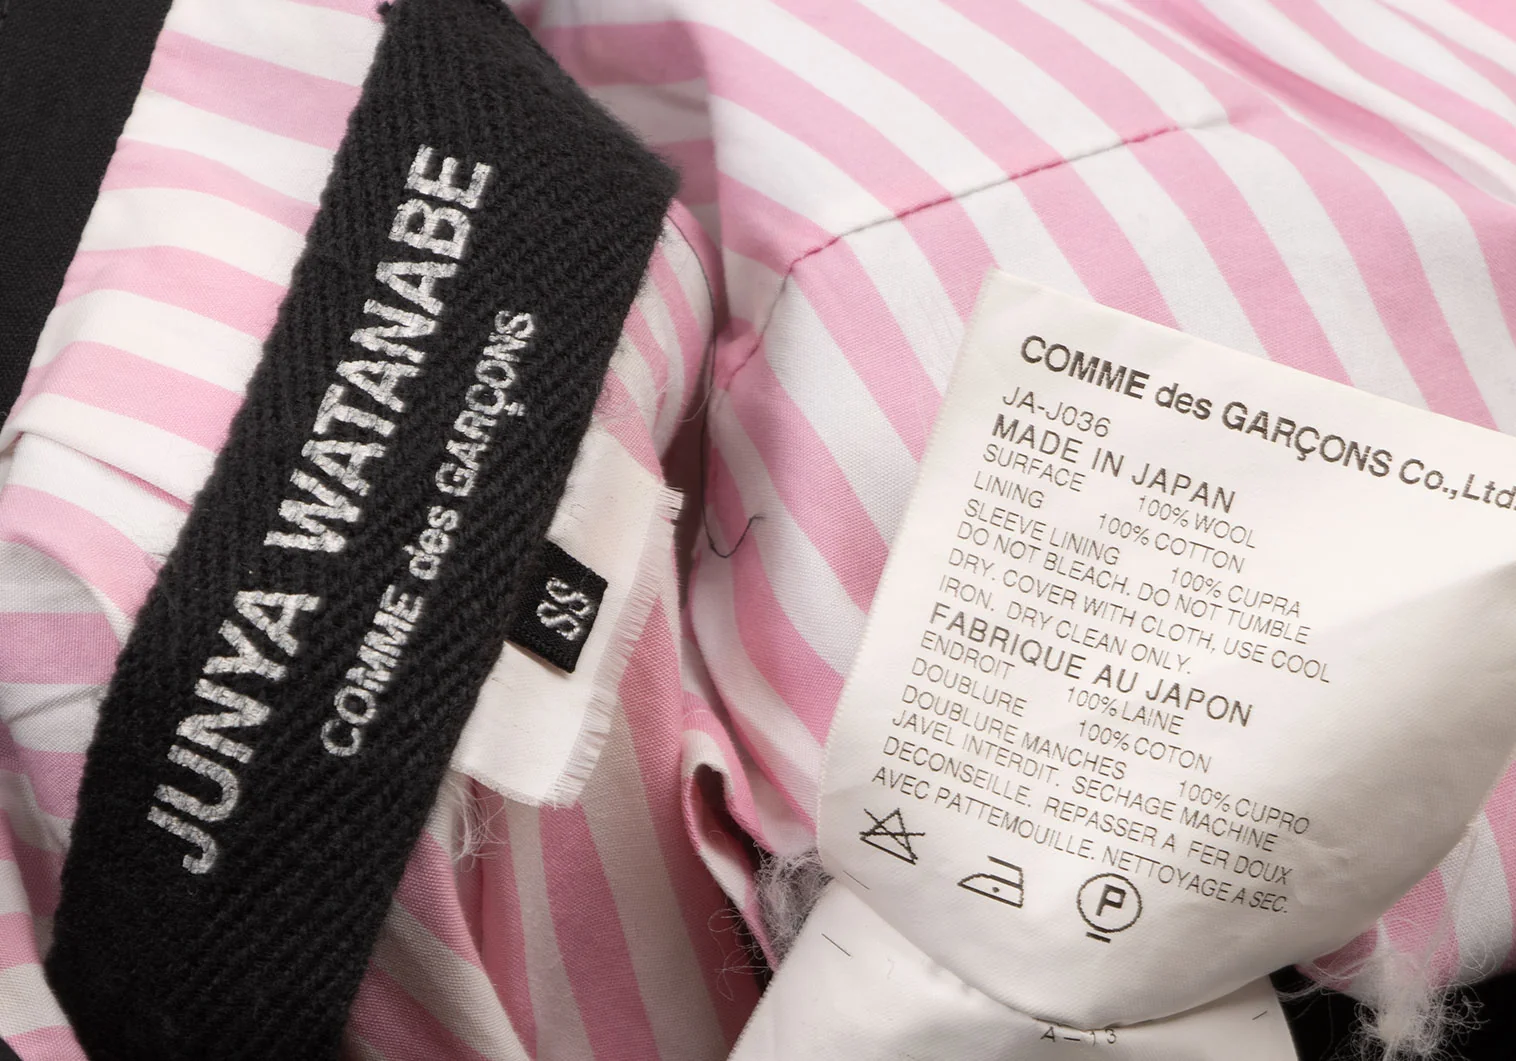 JUNYA WATANABE
COMME des GARÇONS
SS
COMME des GARÇONS Co.,Ltd.
JA-J036
MADE IN JAPAN
SURFACE 100% WOOL
LINING 100% COTTON
SLEEVE LINING 100% CUPRA
DO NOT BLEACH. DO NOT TUMBLE
DRY. COVER WITH CLOTH, USE COOL
IRON. DRY CLEAN ONLY.
FABRIQUE AU JAPON
ENDROIT 100% LAINE
DOUBLURE 100% COTON
DOUBLURE MANCHES 100% CUPRO
JAVEL INTERDIT. SECHAGE MACHINE
DECONSEILLE. REPASSER A FER DOUX
AVEC PATTEMOUILLE. NETTOYAGE A SEC.
P
A-13